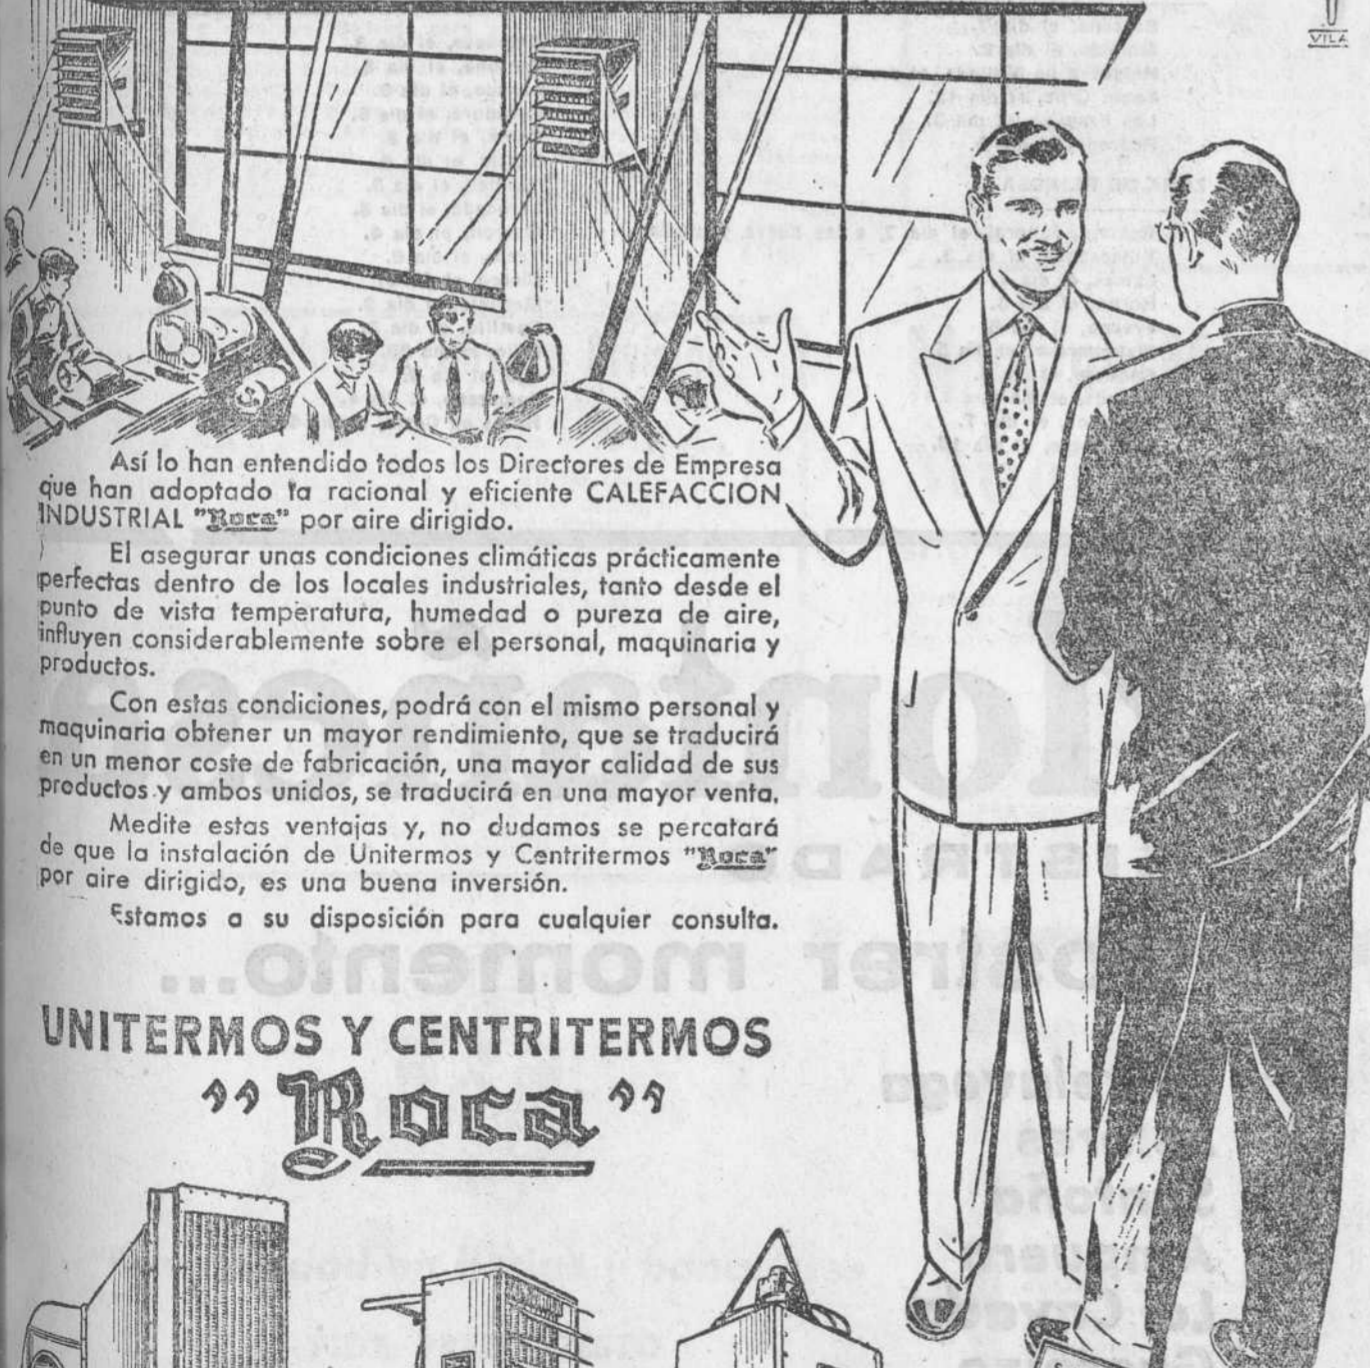 VILA
Así lo han entendido todos los Directores de Empresa
que han adoptado la racional y eficiente CALEFACCION
INDUSTRIAL "Roca" por aire dirigido.
El asegurar unas condiciones climáticas prácticamente
perfectas dentro de los locales industriales, tanto desde el
punto de vista temperatura, humedad o pureza de aire,
influyen considerablemente sobre el personal, maquinaria y
productos.
Con estas condiciones, podrá con el mismo personal y
maquinaria obtener un mayor rendimiento, que se traducirá
en un menor coste de fabricación, una mayor calidad de sus
productos y ambos unidos, se traducirá en una mayor venta.
Medite estas ventajas y, no dudamos se percatará
de que la instalación de Unitermos y Centritermos "Roca"
por aire dirigido, es una buena inversión.
Estamos a su disposición para cualquier consulta.
UNITERMOS Y CENTRITERMOS
"Roca"